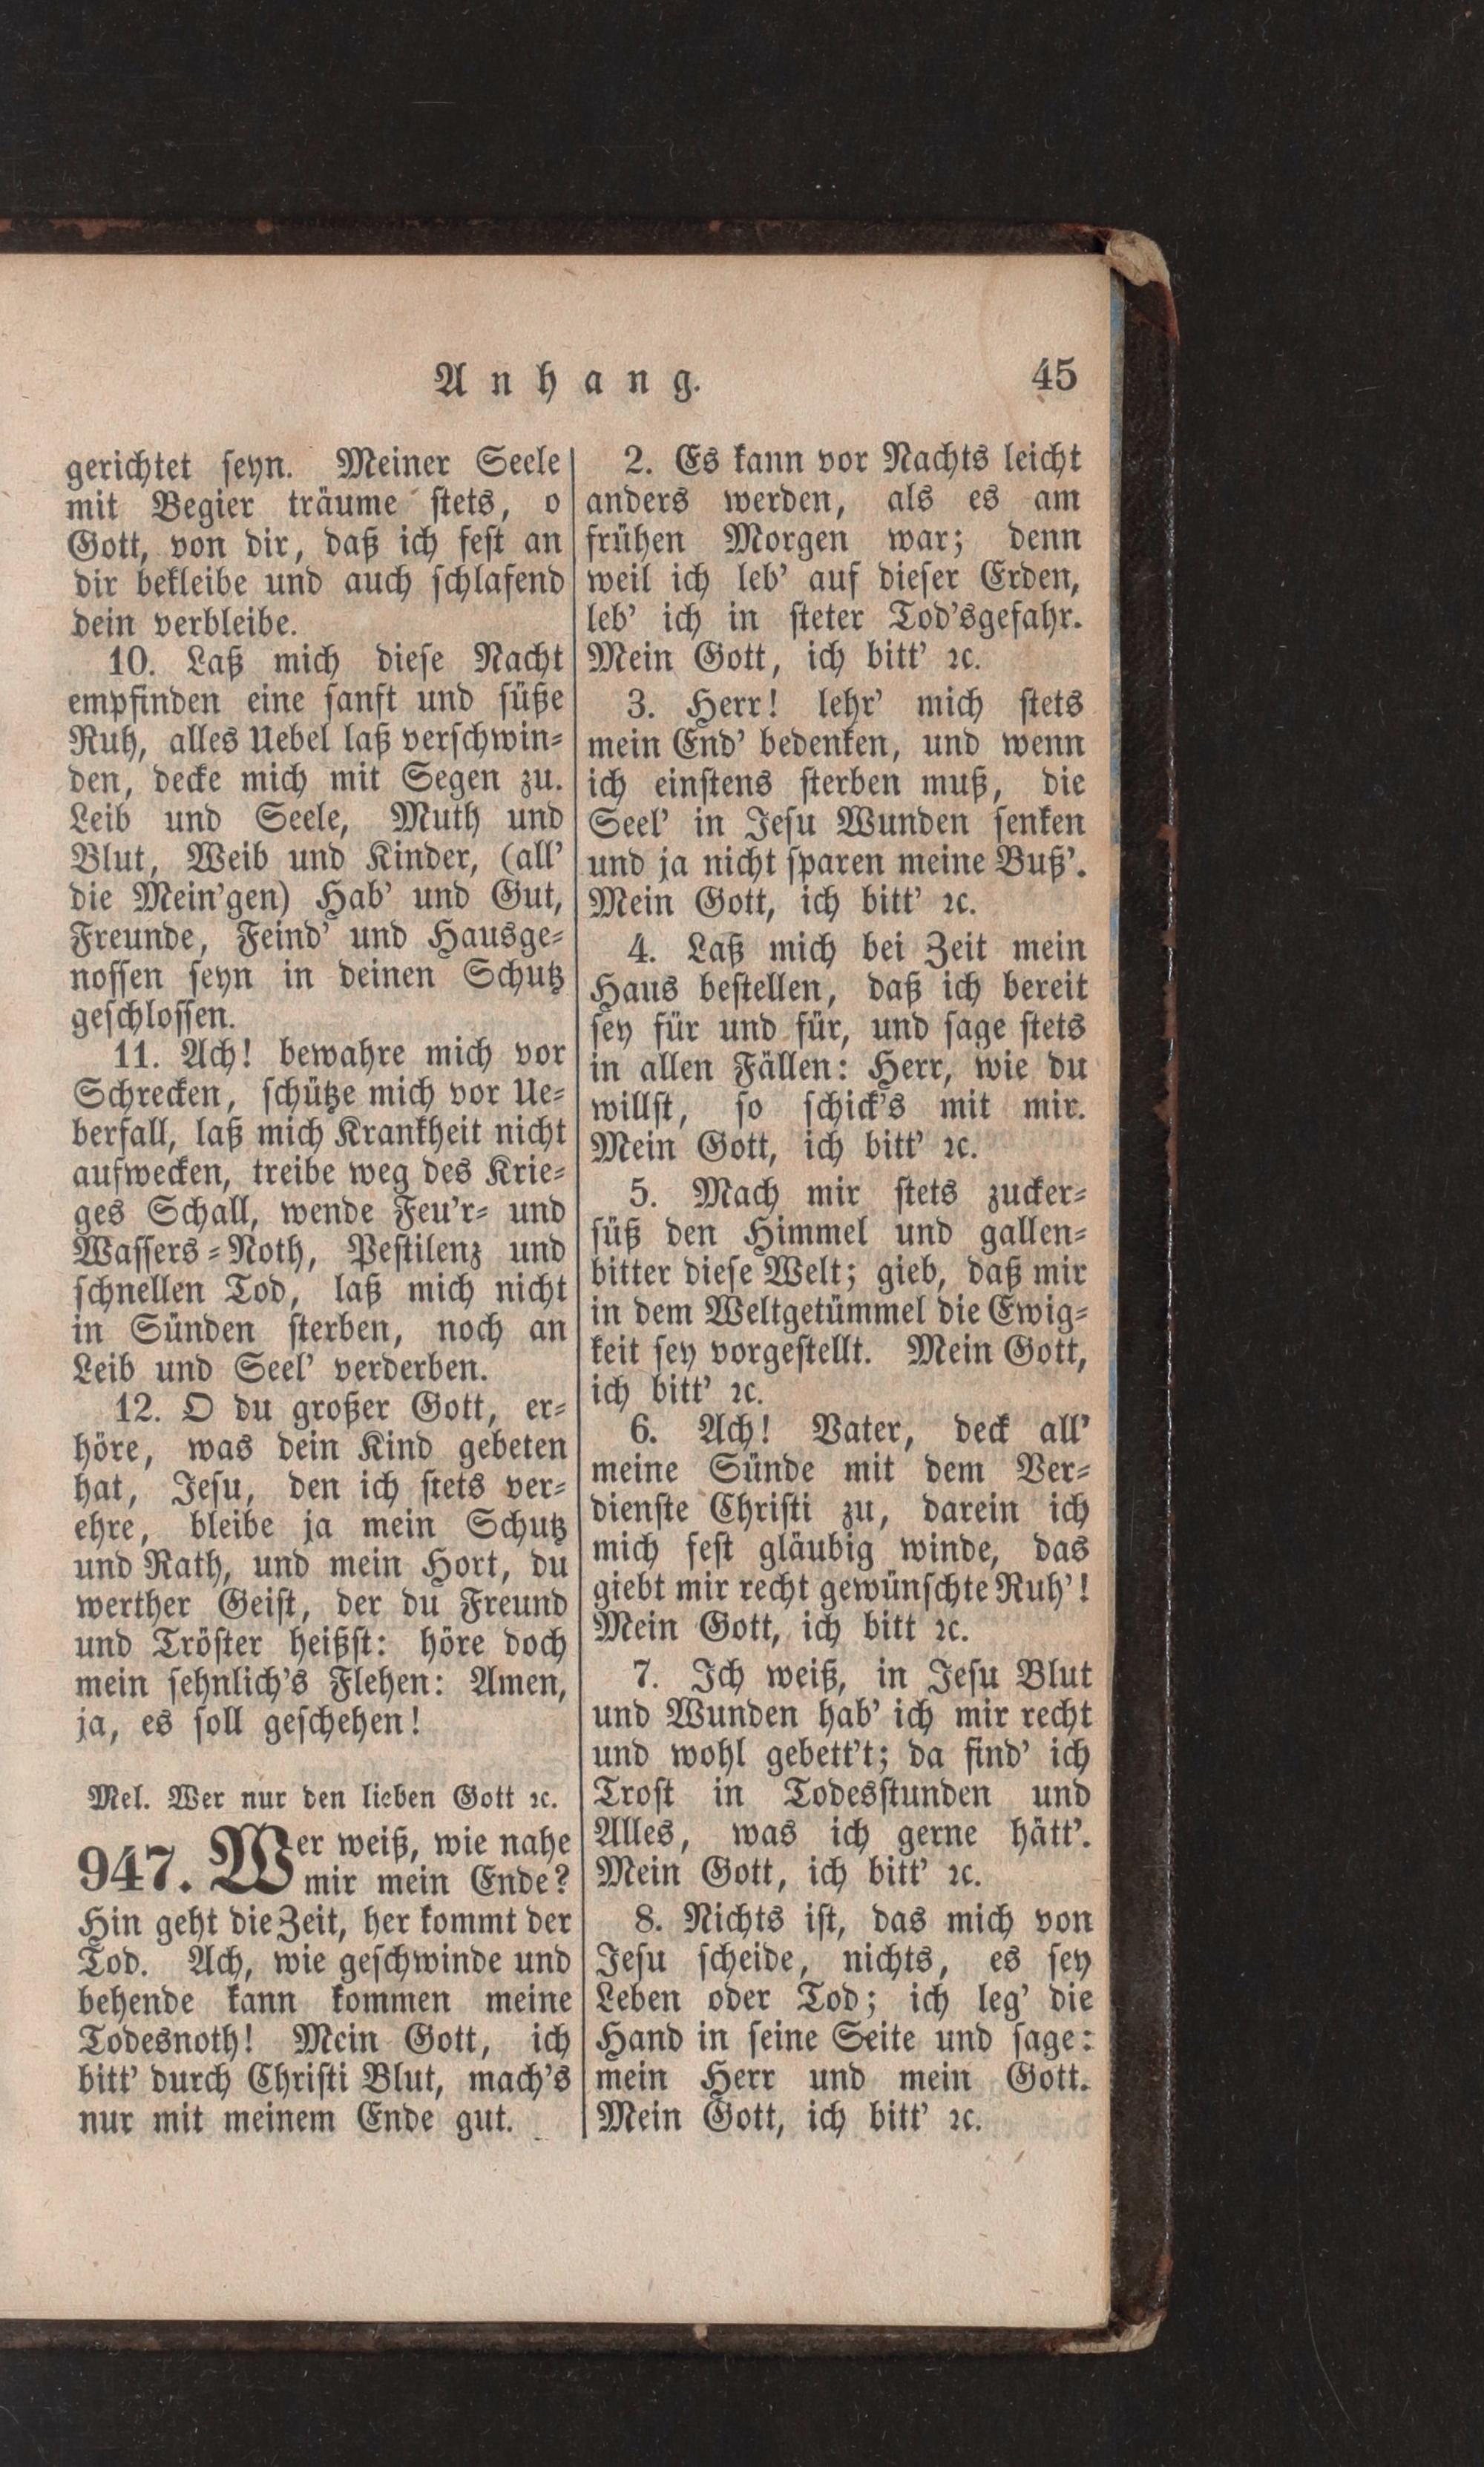 Anhang. 45
gerichtet seyn. Meiner Seele
mit Begier träume stets, o
Gott, von dir, daß ich fest an
dir bekleibe und auch schlafend
dein verbleibe.
10. Laß mich diese Nacht
empfinden eine sanft und süße
Ruh, alles Uebel laß verschwin-
den, decke mich mit Segen zu.
Leib und Seele, Muth und
Blut, Weib und Kinder, (all'
die Mein'gen) Hab' und Gut,
Freunde, Feind' und Hausge-
nossen seyn in deinen Schutz
geschlossen.
11. Ach! bewahre mich vor
Schrecken, schütze mich vor Ue-
berfall, laß mich Krankheit nicht
aufwecken, treibe weg des Krie-
ges Schall, wende Feu'r- und
Wassers-Noth, Pestilenz und
schnellen Tod, laß mich nicht
in Sünden sterben, noch an
Leib und Seel' verderben.
12. O du großer Gott, er-
höre, was dein Kind gebeten
hat, Jesu, den ich stets ver-
ehre, bleibe ja mein Schutz
und Rath, und mein Hort, du
werther Geist, der du Freund
und Tröster heißst: höre doch
mein sehnlich's Flehen: Amen,
ja, es soll geschehen!
Mel. Wer nur den lieben Gott ꝛc.
947. Wer weiß, wie nahe
mir mein Ende?
Hin geht die Zeit, her kommt der
Tod. Ach, wie geschwinde und
behende kann kommen meine
Todesnoth! Mein Gott, ich
bitt' durch Christi Blut, mach's
nur mit meinem Ende gut.
2. Es kann vor Nachts leicht
anders werden, als es am
frühen Morgen war; denn
weil ich leb' auf dieser Erden,
leb' ich in steter Tod'sgefahr.
Mein Gott, ich bitt' ꝛc.
3. Herr! lehr' mich stets
mein End' bedenken, und wenn
ich einstens sterben muß, die
Seel' in Jesu Wunden senken
und ja nicht sparen meine Buß'.
Mein Gott, ich bitt' ꝛc.
4. Laß mich bei Zeit mein
Haus bestellen, daß ich bereit
sey für und für, und sage stets
in allen Fällen: Herr, wie du
willst, so schick's mit mir.
Mein Gott, ich bitt' ꝛc.
5. Mach mir stets zucker-
süß den Himmel und gallen-
bitter diese Welt; gieb, daß mir
in dem Weltgetümmel die Ewig-
keit sey vorgestellt. Mein Gott,
ich bitt' ꝛc.
6. Ach! Vater, deck all'
meine Sünde mit dem Ver-
dienste Christi zu, darein ich
mich fest gläubig winde, das
giebt mir recht gewünschte Ruh'!
Mein Gott, ich bitt ꝛc.
7. Ich weiß, in Jesu Blut
und Wunden hab' ich mir recht
und wohl gebett't; da find' ich
Trost in Todesstunden und
Alles, was ich gerne hätt'.
Mein Gott, ich bitt' ꝛc.
8. Nichts ist, das mich von
Jesu scheide, nichts, es sey
Leben oder Tod; ich leg' die
Hand in seine Seite und sage:
mein Herr und mein Gott.
Mein Gott, ich bitt' ꝛc.